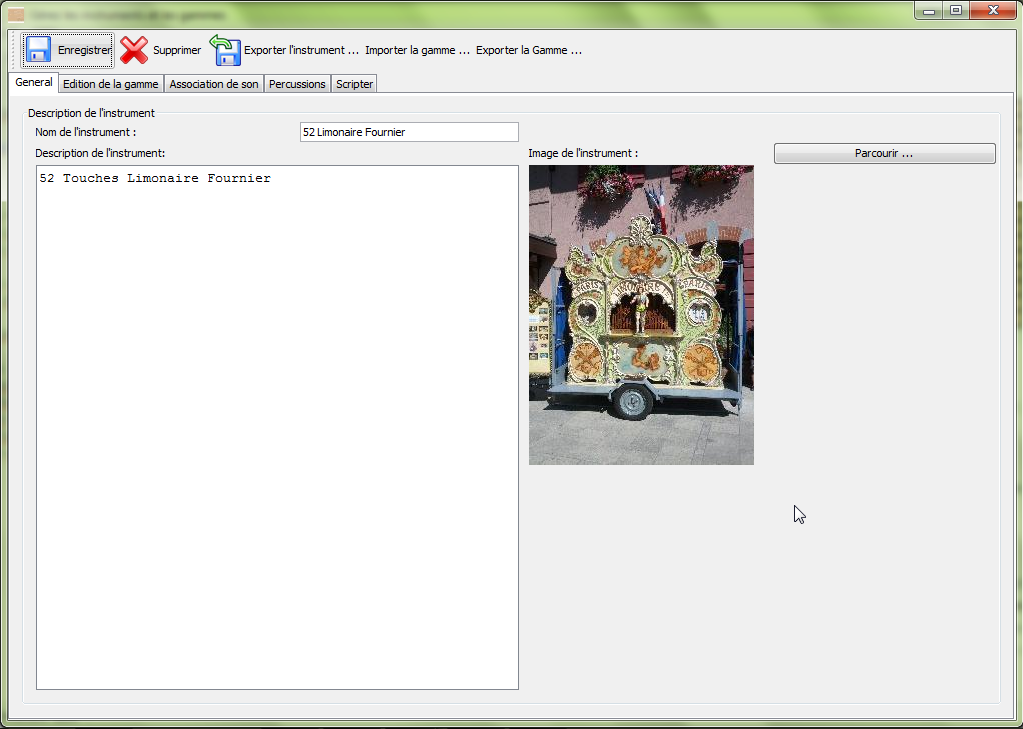 Enregistrer Supprimer Exporter l'instrument ... Importer la gamme ... Exporter la Gamme ...
General Edition de la gamme Association de son Percussions Scripter
Description de l'instrument
Nom de l'instrument : 52 Limonaire Fournier
Description de l'instrument: Image de l'instrument : Parcourir ...
52 Touches Limonaire Fournier
PARIS PARIS